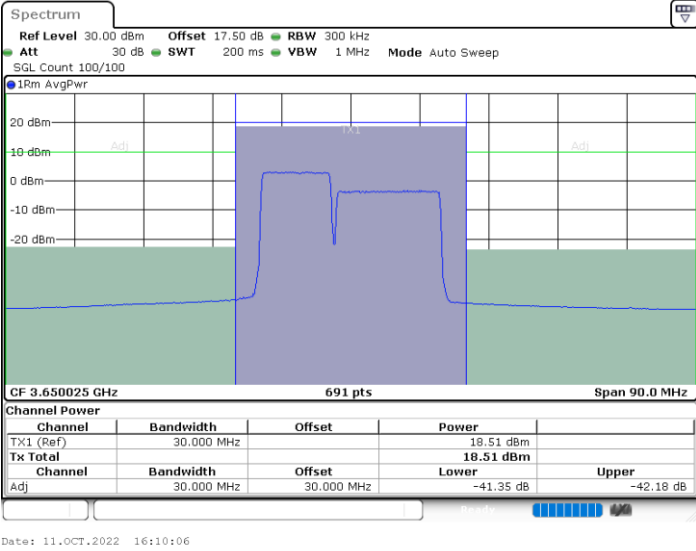 Spectrum
Ref Level 30.00 dBm Offset 17.50 dB RBW 300 kHz
Att 30 dB SWT 200 ms VBW 1 MHz Mode Auto Sweep
SGL Count 100/100
1Rm AvgPwr
20 dBm
TX1
Adj
Adj
10 dBm
0 dBm
-10 dBm
-20 dBm
CF 3.650025 GHz 691 pts Span 90.0 MHz
Channel Power
Channel Bandwidth Offset Power
TX1 (Ref) 30.000 MHz 18.51 dBm
Tx Total 18.51 dBm
Channel Bandwidth Offset Lower Upper
Adj 30.000 MHz 30.000 MHz -41.35 dB -42.18 dB
Ready
Date: 11.OCT.2022 16:10:06